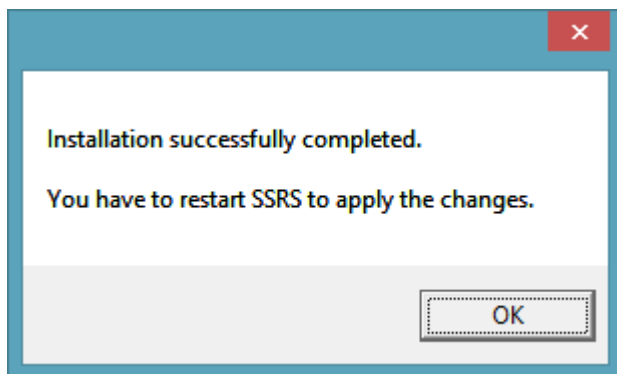 Installation successfully completed.
You have to restart SSRS to apply the changes.
OK